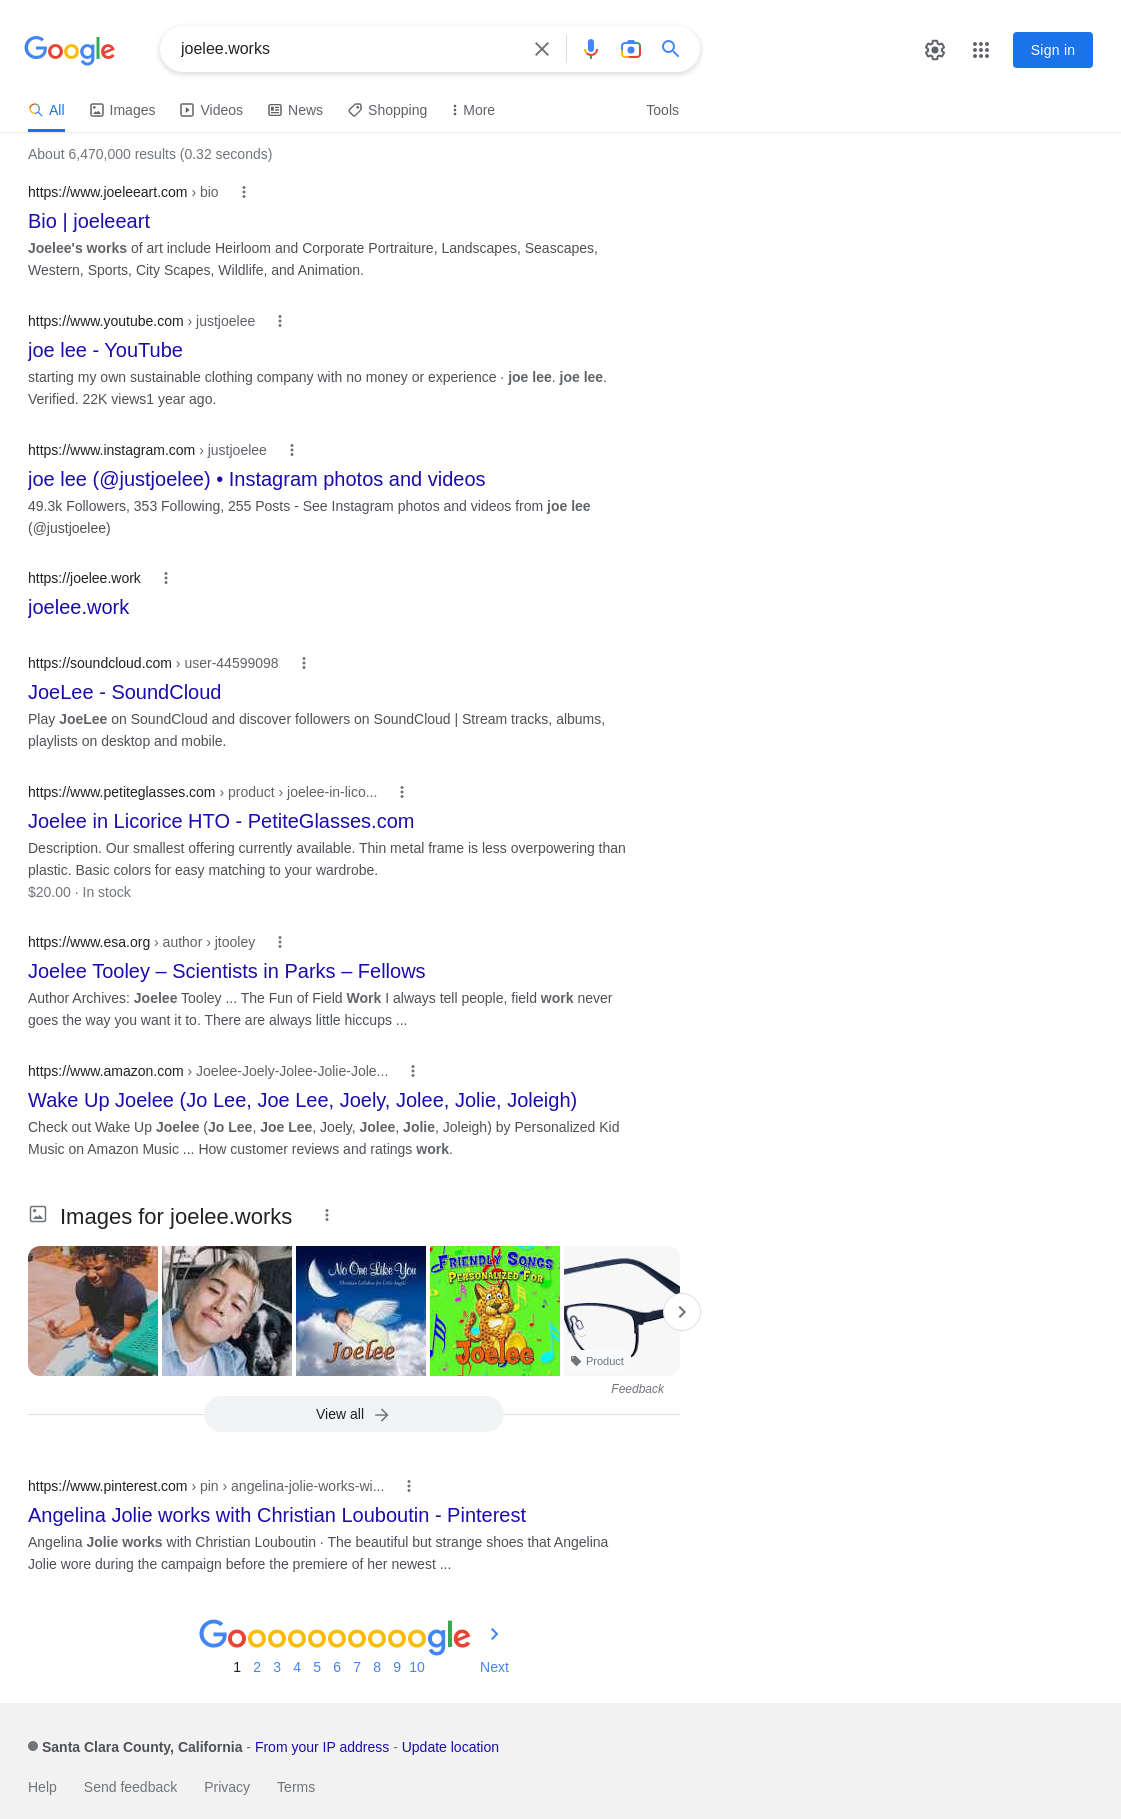 Google
joelee.works
Sign in
All Images Videos News Shopping More Tools
About 6,470,000 results (0.32 seconds)
https://www.joeleeart.com › bio
Bio | joeleeart
Joelee's works of art include Heirloom and Corporate Portraiture, Landscapes, Seascapes,
Western, Sports, City Scapes, Wildlife, and Animation.
https://www.youtube.com › justjoelee
joe lee - YouTube
starting my own sustainable clothing company with no money or experience · joe lee. joe lee.
Verified. 22K views1 year ago.
https://www.instagram.com › justjoelee
joe lee (@justjoelee) • Instagram photos and videos
49.3k Followers, 353 Following, 255 Posts - See Instagram photos and videos from joe lee
(@justjoelee)
https://joelee.work
joelee.work
https://soundcloud.com › user-44599098
JoeLee - SoundCloud
Play JoeLee on SoundCloud and discover followers on SoundCloud | Stream tracks, albums,
playlists on desktop and mobile.
https://www.petiteglasses.com › product › joelee-in-lico...
Joelee in Licorice HTO - PetiteGlasses.com
Description. Our smallest offering currently available. Thin metal frame is less overpowering than
plastic. Basic colors for easy matching to your wardrobe.
$20.00 · In stock
https://www.esa.org › author › jtooley
Joelee Tooley – Scientists in Parks – Fellows
Author Archives: Joelee Tooley ... The Fun of Field Work I always tell people, field work never
goes the way you want it to. There are always little hiccups ...
https://www.amazon.com › Joelee-Joely-Jolee-Jolie-Jole...
Wake Up Joelee (Jo Lee, Joe Lee, Joely, Jolee, Jolie, Joleigh)
Check out Wake Up Joelee (Jo Lee, Joe Lee, Joely, Jolee, Jolie, Joleigh) by Personalized Kid
Music on Amazon Music ... How customer reviews and ratings work.
Images for joelee.works
No One Like You
Christian Lullabies for Little Angels
Joelee
FRIENDLY SONGS
PERSONALIZED FOR
Joelee
Product
Feedback
View all
https://www.pinterest.com › pin › angelina-jolie-works-wi...
Angelina Jolie works with Christian Louboutin - Pinterest
Angelina Jolie works with Christian Louboutin · The beautiful but strange shoes that Angelina
Jolie wore during the campaign before the premiere of her newest ...
Goooooooooogle
1 2 3 4 5 6 7 8 9 10 Next
Santa Clara County, California - From your IP address - Update location
Help Send feedback Privacy Terms